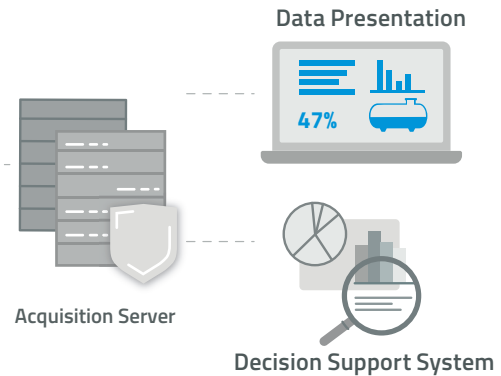 Data Presentation
47%
Acquisition Server
Decision Support System